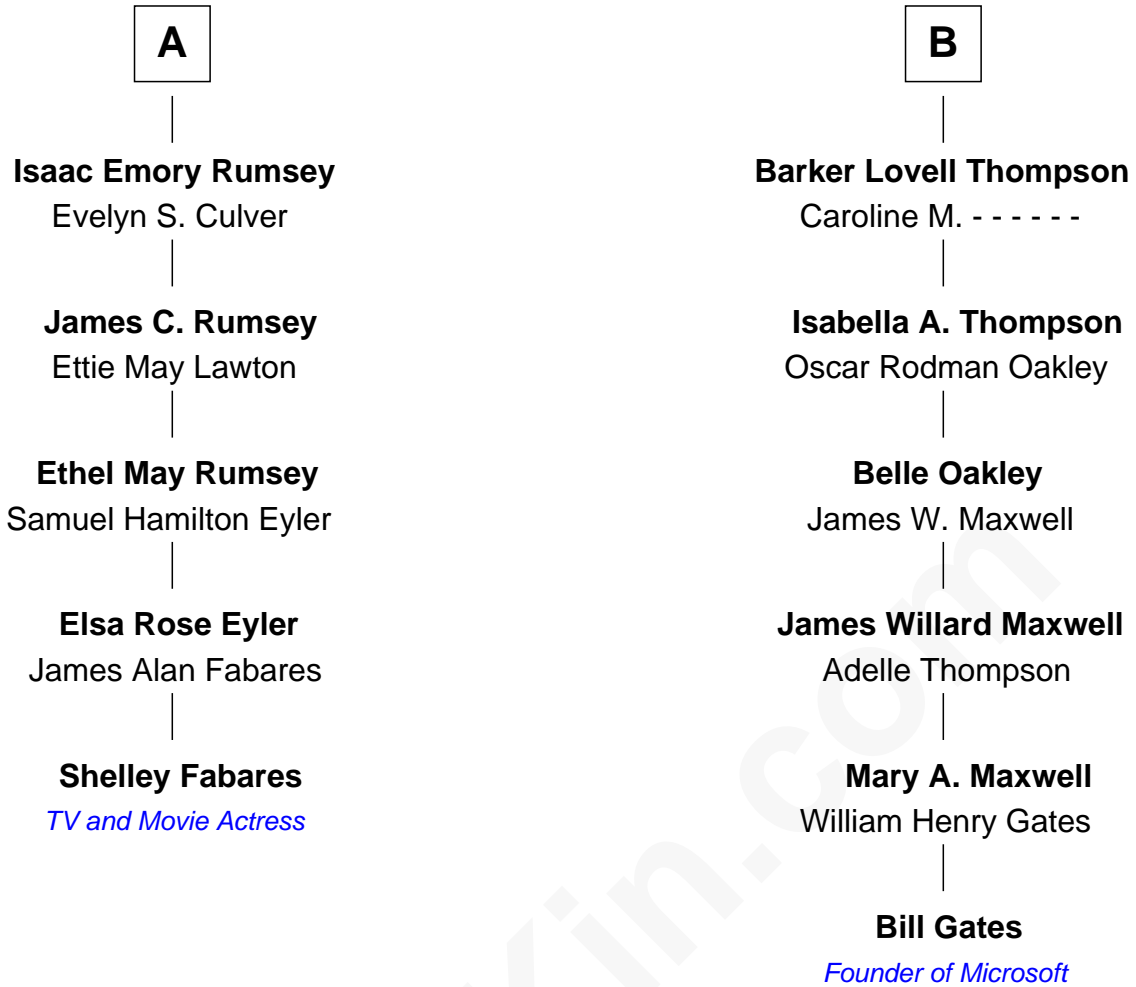 A
Isaac Emory Rumsey
Evelyn S. Culver
James C. Rumsey
Ettie May Lawton
Ethel May Rumsey
Samuel Hamilton Eyler
Elsa Rose Eyler
James Alan Fabares
Shelley Fabares
TV and Movie Actress
B
Barker Lovell Thompson
Caroline M. - - - - - -
Isabella A. Thompson
Oscar Rodman Oakley
Belle Oakley
James W. Maxwell
James Willard Maxwell
Adelle Thompson
Mary A. Maxwell
William Henry Gates
Bill Gates
Founder of Microsoft
Kin.com